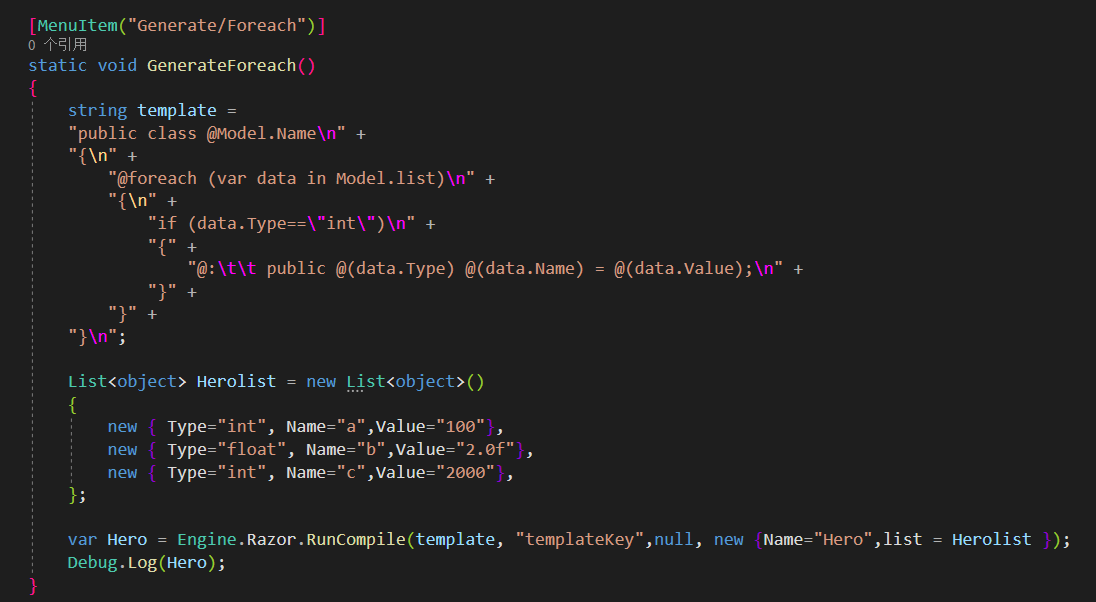 [MenuItem("Generate/Foreach")]
0 个引用
static void GenerateForeach()
{
    string template =
    "public class @Model.Name\n" +
    "{\n" +
        "@foreach (var data in Model.list)\n" +
        "{\n" +
            "if (data.Type==\"int\")\n" +
            "{" +
                "@:\t\t public @(data.Type) @(data.Name) = @(data.Value);\n" +
            "}" +
        "}" +
    "}\n";

    List<object> Herolist = new List<object>()
    {
        new { Type="int", Name="a",Value="100"},
        new { Type="float", Name="b",Value="2.0f"},
        new { Type="int", Name="c",Value="2000"},
    };

    var Hero = Engine.Razor.RunCompile(template, "templateKey",null, new {Name="Hero",list = Herolist });
    Debug.Log(Hero);
}